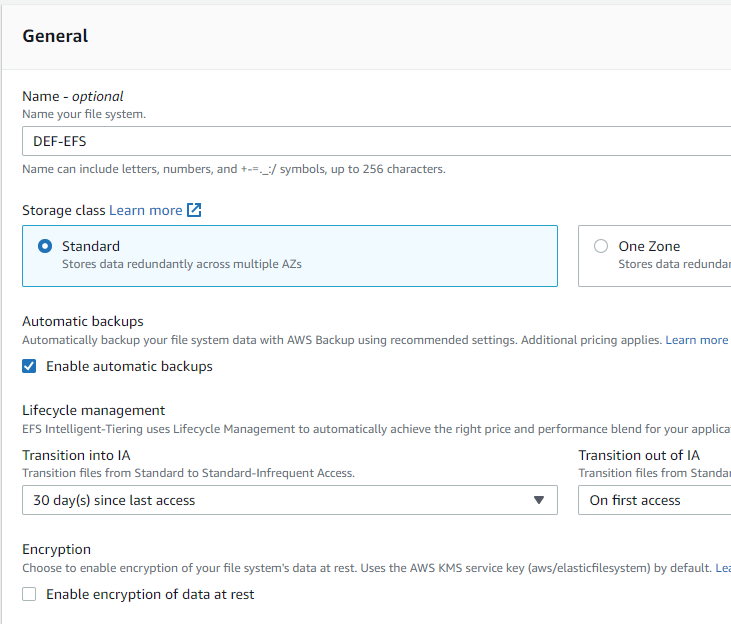 General
Name - optional
Name your file system.
DEF-EFS
Name can include letters, numbers, and +-=._:/ symbols, up to 256 characters.
Storage class Learn more
Standard
Stores data redundantly across multiple AZs
One Zone
Stores data redundan
Automatic backups
Automatically backup your file system data with AWS Backup using recommended settings. Additional pricing applies. Learn more
Enable automatic backups
Lifecycle management
EFS Intelligent-Tiering uses Lifecycle Management to automatically achieve the right price and performance blend for your applica
Transition into IA
Transition files from Standard to Standard-Infrequent Access.
30 day(s) since last access
Transition out of IA
Transition files from Standa
On first access
Encryption
Choose to enable encryption of your file system's data at rest. Uses the AWS KMS service key (aws/elasticfilesystem) by default. Lea
Enable encryption of data at rest